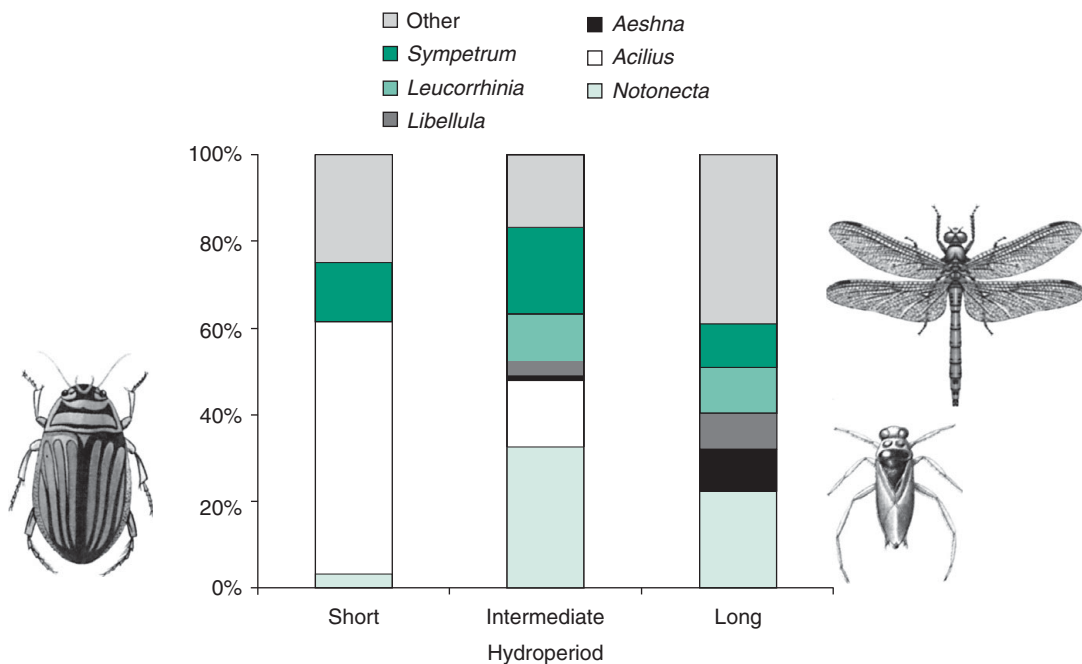 Other
Sympetrum
Leucorrhinia
Libellula
Aeshna
Acilius
Notonecta
100%
80%
60%
40%
20%
0%
Short
Intermediate
Long
Hydroperiod